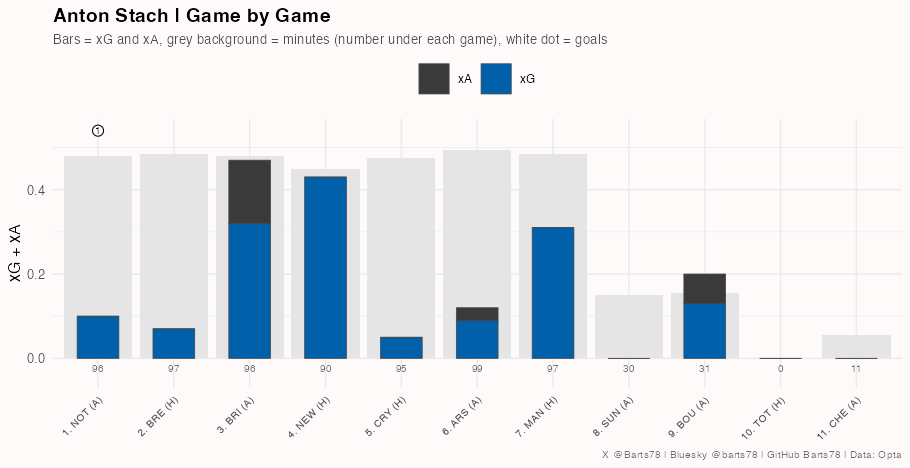 Anton Stach | Game by Game
Bars = xG and xA, grey background = minutes (number under each game), white dot = goals
xA xG
1
xG + xA
0.4
0.2
0.0
96 97 96 90 95 99 97 30 31 0 11
1. NOT (A) 2. BRE (H) 3. BRI (A) 4. NEW (H) 5. CRY (H) 6. ARS (A) 7. MAN (H) 8. SUN (A) 9. BOU (A) 10. TOT (H) 11. CHE (A)
X @Barts78 | Bluesky @barts78 | GitHub Barts78 | Data: Opta